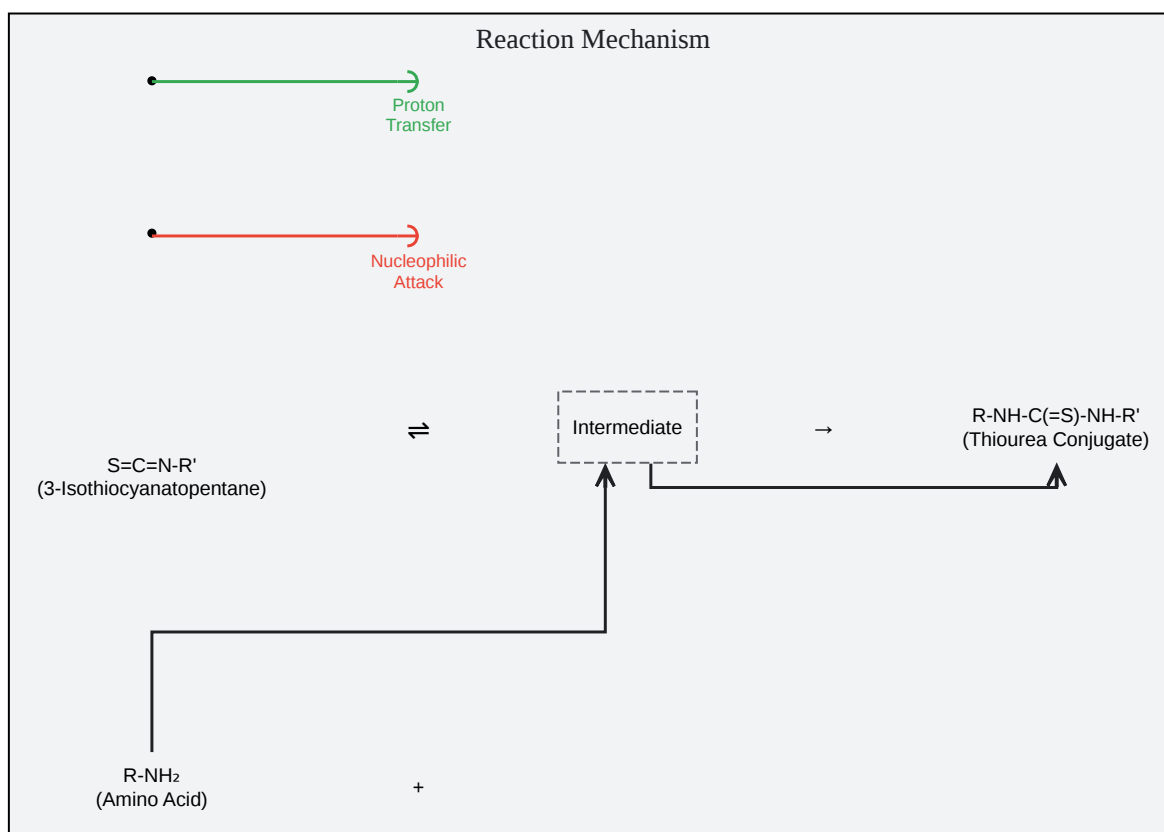 Reaction Mechanism
Proton
Transfer
Nucleophilic
Attack
S=C=N-R'
(3-Isothiocyanatopentane)
⇌
Intermediate
→
R-NH-C(=S)-NH-R'
(Thiourea Conjugate)
R-NH₂
(Amino Acid)
+